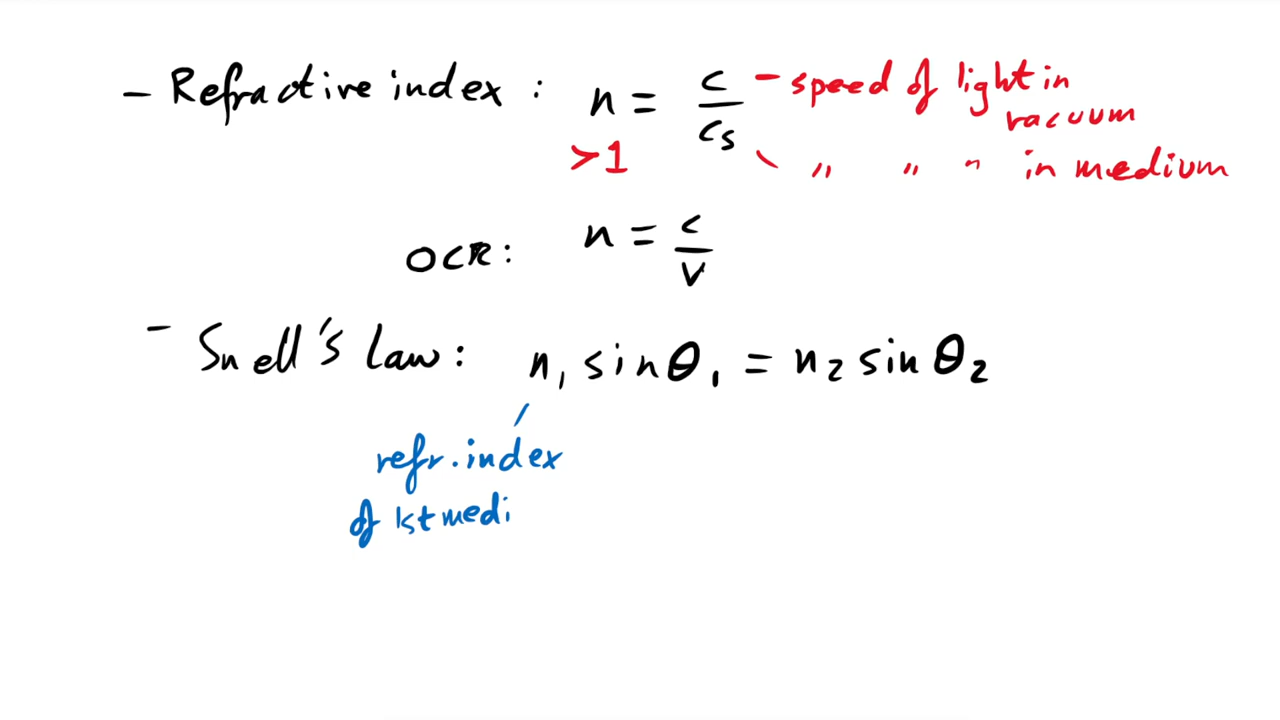 - Refractive index : n = c/cs - speed of light in
vacuum
>1 \ " " " in medium
OCR: n = c/v
- Snell's law: n₁ sinθ₁ = n₂ sinθ₂
refr. index
of 1st medi